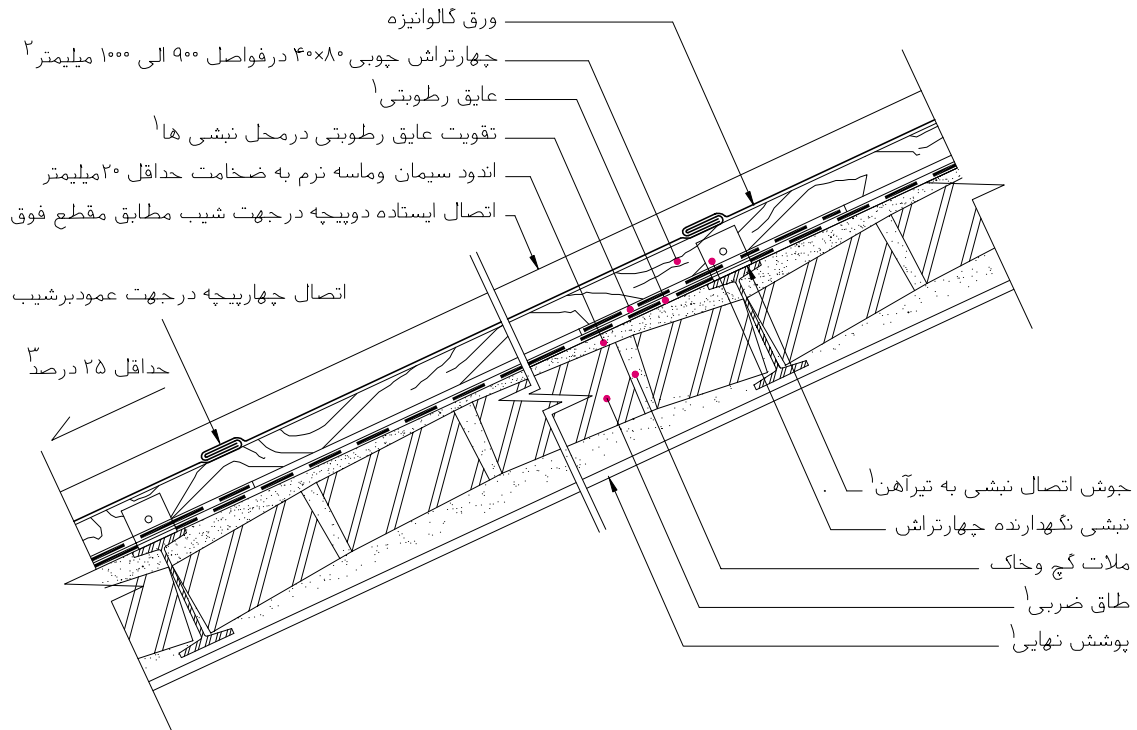 ورق گالوانیزه
چهارتراش چوبی ۸۰×۴۰ درفواصل ۹۰۰ الی ۱۰۰۰ میلیمتر۲
عایق رطوبتی۱
تقویت عایق رطوبتی درمحل نبشی ها۱
اندود سیمان وماسه نرم به ضخامت حداقل ۲۰میلیمتر
اتصال ایستاده دوپیچه درجهت شیب مطابق مقطع فوق
اتصال چهارپیچه درجهت عمودبرشیب
حداقل ۲۵ درصد۳
جوش اتصال نبشی به تیرآهن۱
نبشی نگهدارنده چهارتراش
ملات گچ وخاک
طاق ضربی۱
پوشش نهایی۱